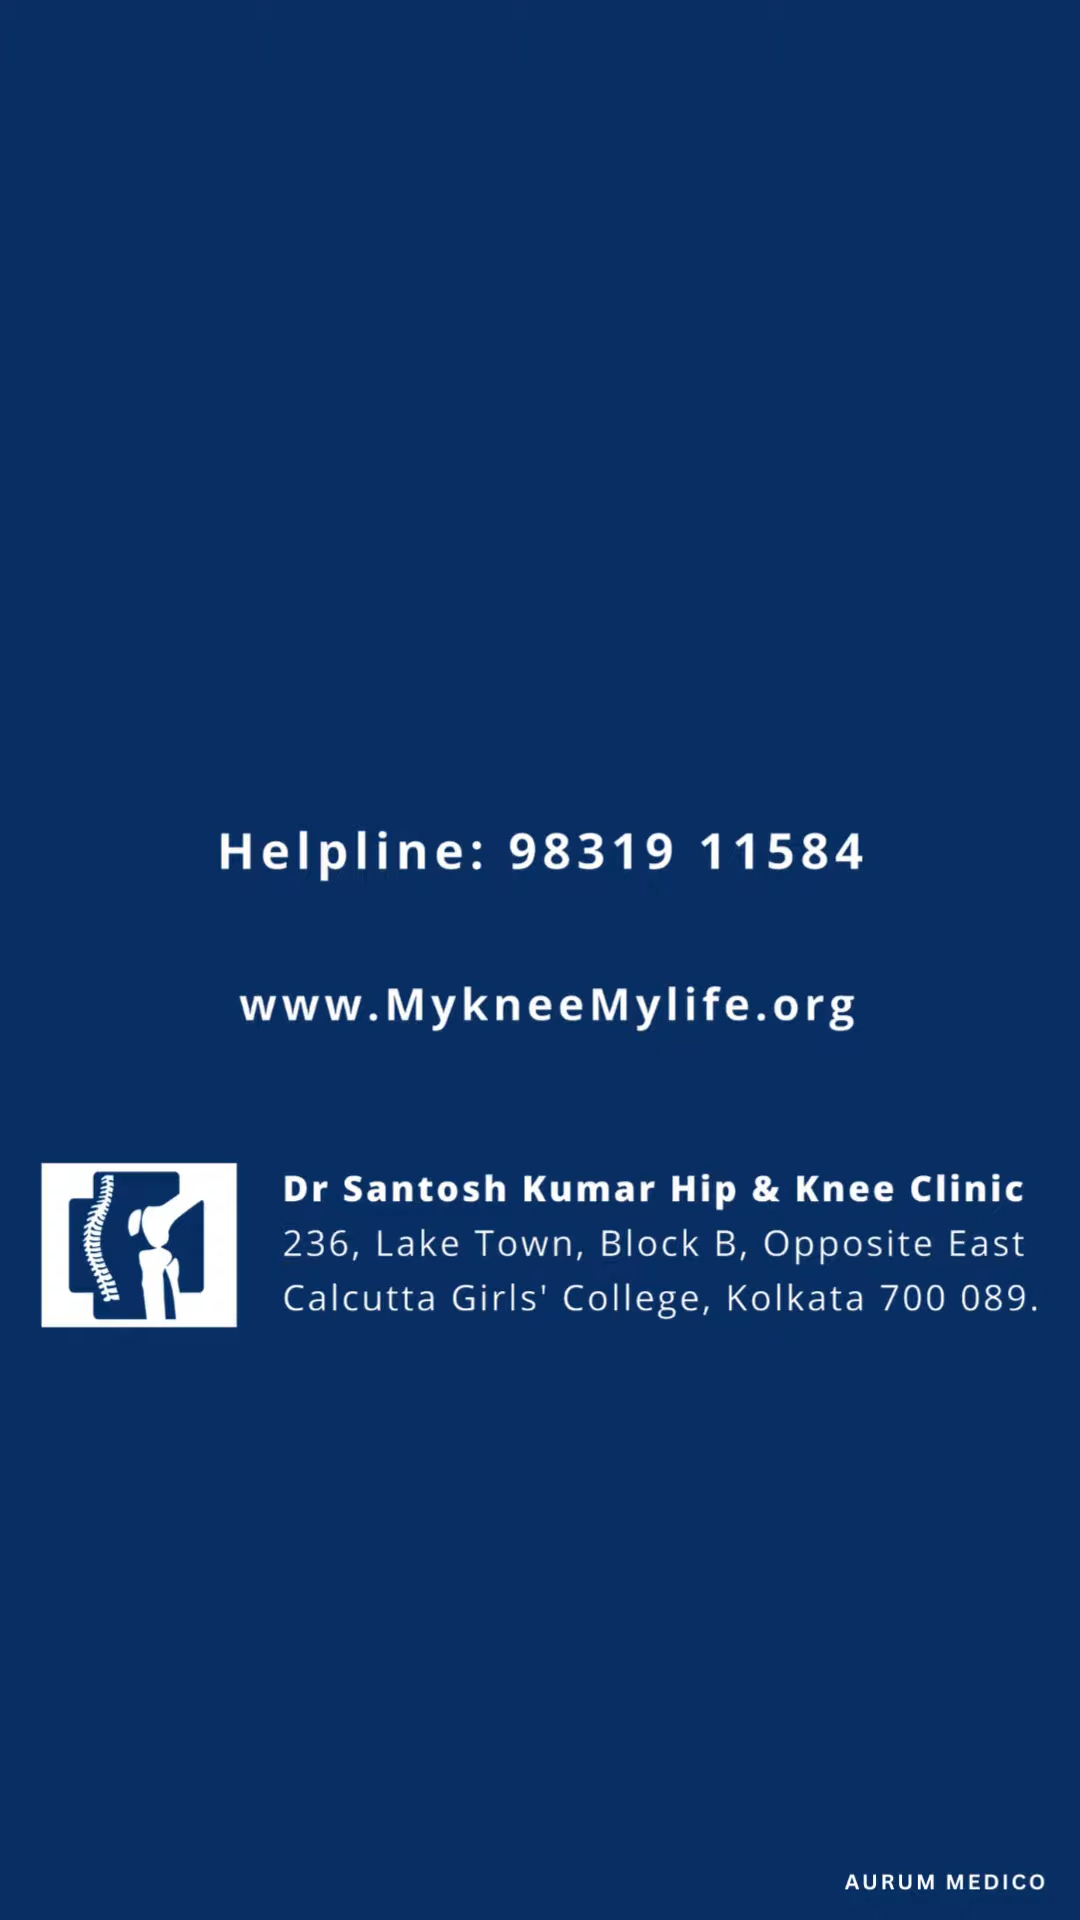 Helpline: 98319 11584
www.MykneeMylife.org
Dr Santosh Kumar Hip & Knee Clinic
236, Lake Town, Block B, Opposite East
Calcutta Girls' College, Kolkata 700 089.
AURUM MEDICO